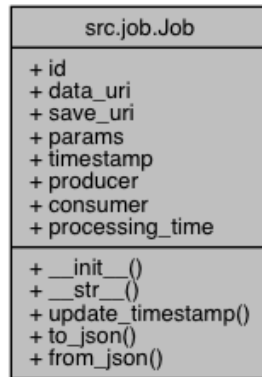 src.job.Job
+ id
+ data_uri
+ save_uri
+ params
+ timestamp
+ producer
+ consumer
+ processing_time
+ __init__()
+ __str__()
+ update_timestamp()
+ to_json()
+ from_json()